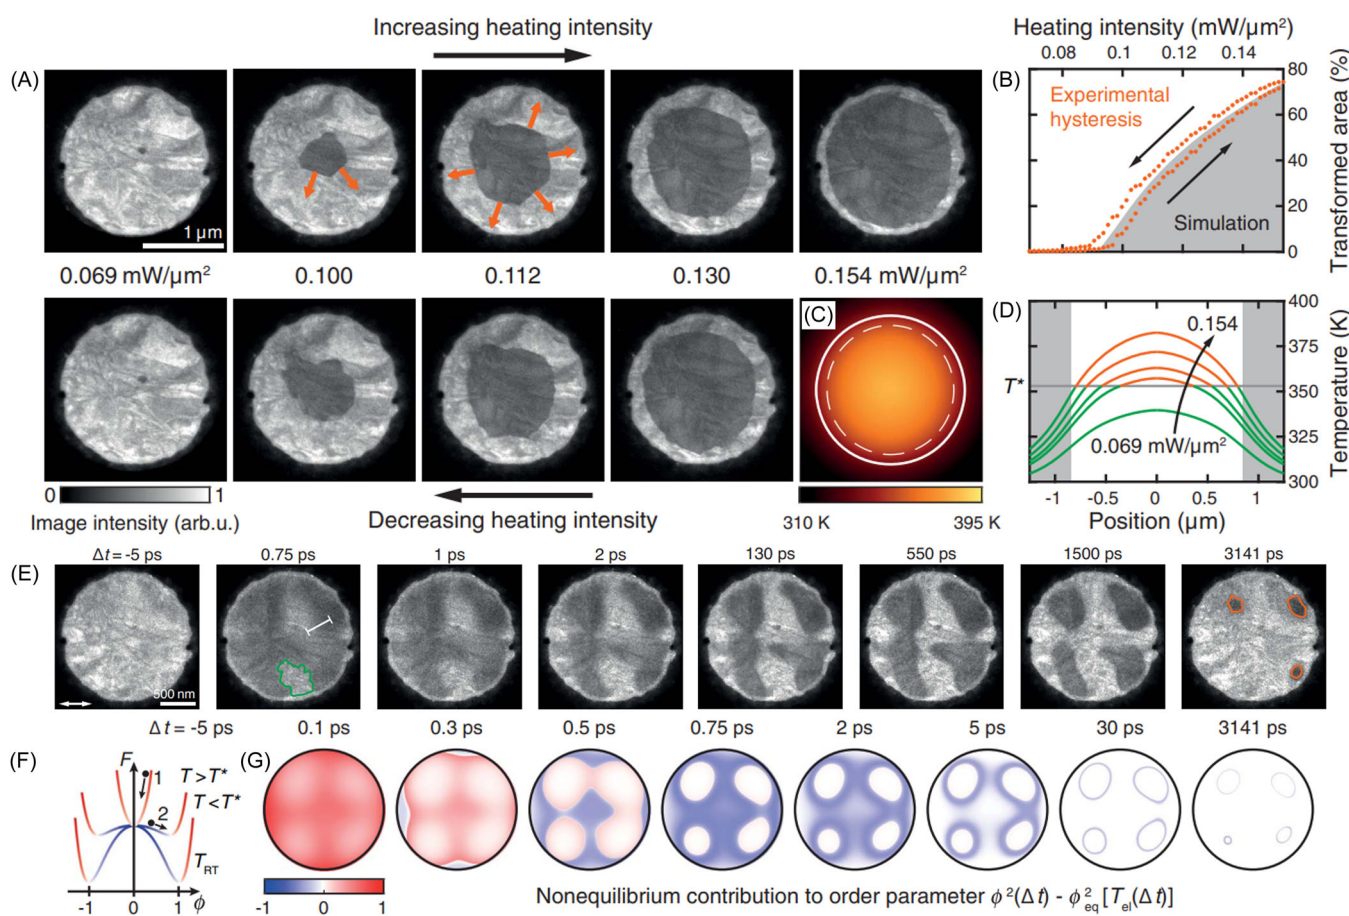 Increasing heating intensity
(A)
1 µm
0.069 mW/µm² 0.100 0.112 0.130 0.154 mW/µm²
0 1
Image intensity (arb.u.)
Decreasing heating intensity
(B)
Heating intensity (mW/µm²)
0.08 0.1 0.12 0.14
Experimental
hysteresis
Simulation
80
60
40
20
0
Transformed area (%)
(C)
310 K 395 K
(D)
400
375
350
325
300
Temperature (K)
T*
0.154
0.069 mW/µm²
-1 -0.5 0 0.5 1
Position (µm)
(E)
Δt = -5 ps 0.75 ps 1 ps 2 ps 130 ps 550 ps 1500 ps 3141 ps
500 nm
Δt = -5 ps 0.1 ps 0.3 ps 0.5 ps 0.75 ps 2 ps 5 ps 30 ps 3141 ps
(F)
F
1
T > T*
T < T*
2
T_RT
-1 0 1 ϕ
(G)
-1 0 1
Nonequilibrium contribution to order parameter ϕ²(Δt) - ϕ²_eq [T_el(Δt)]